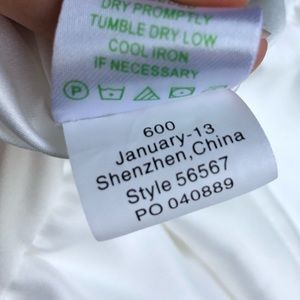 DRY PROMPTLY
TUMBLE DRY LOW
COOL IRON
IF NECESSARY
P
600
January-13
Shenzhen,China
Style 56567
PO 040889